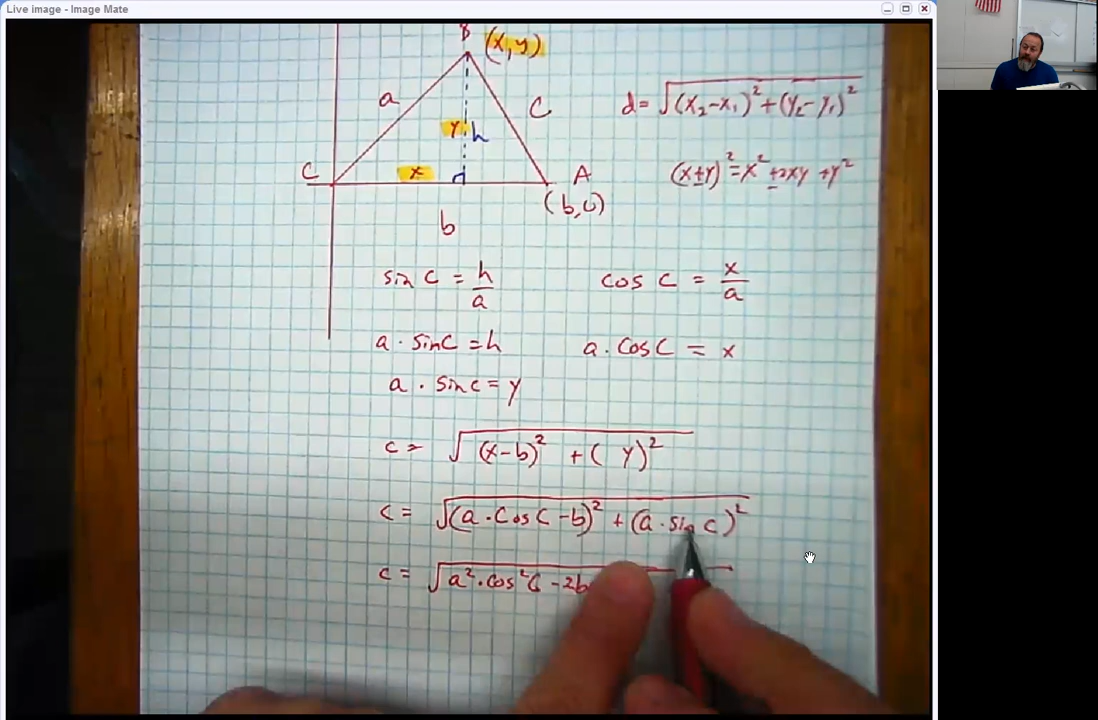 Live image - Image Mate
B (x,y)
a
c
d=√(x₂-x₁)²+(y₂-y₁)²
y h
(x±y)²=x²±2xy+y²
C x d A
(b,0)
b
sin C = h/a
cos C = x/a
a · sin C = h
a · cos C = x
a · sin c = y
c = √(x-b)² + ( y)²
c = √(a · cos C - b)² + (a · sin c)²
c = √a² · cos²C - 2b